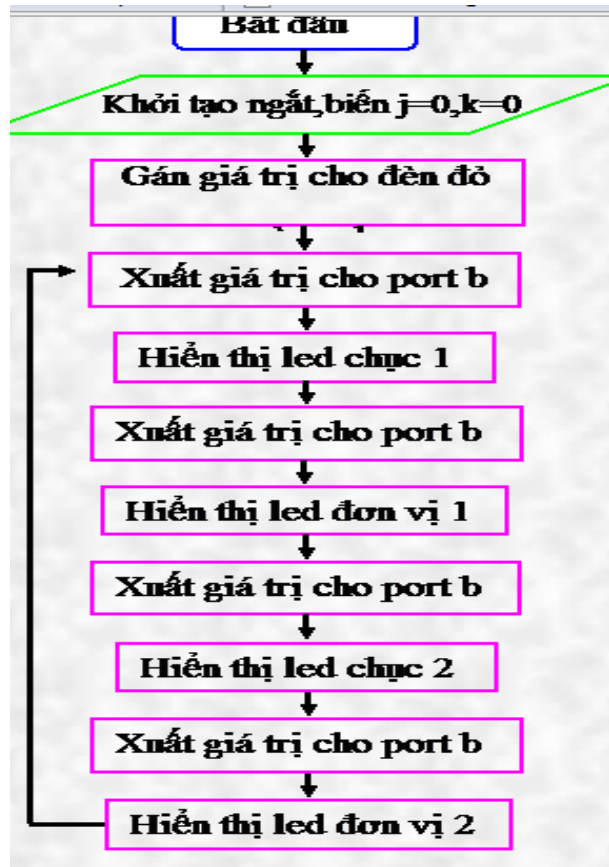 Bắt đầu
Khởi tạo ngắt,biến j=0,k=0
Gán giá trị cho đèn đỏ
Xuất giá trị cho port b
Hiển thị led chục 1
Xuất giá trị cho port b
Hiển thị led đơn vị 1
Xuất giá trị cho port b
Hiển thị led chục 2
Xuất giá trị cho port b
Hiển thị led đơn vị 2